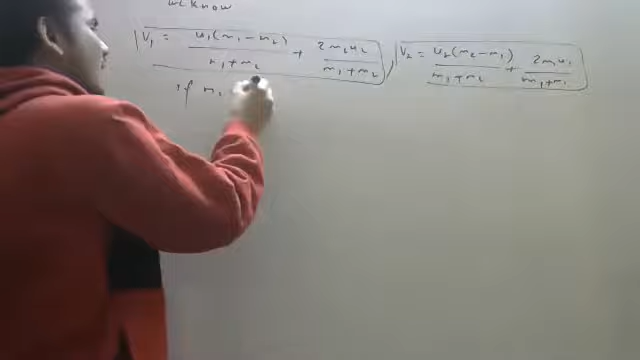 we know
V₁ = u₁(m₁-m₂)/m₁+m₂ + 2m₂u₂/m₁+m₂ , V₂ = u₂(m₂-m₁)/m₁+m₂ + 2m₁u₁/m₁+m₂
if m₁